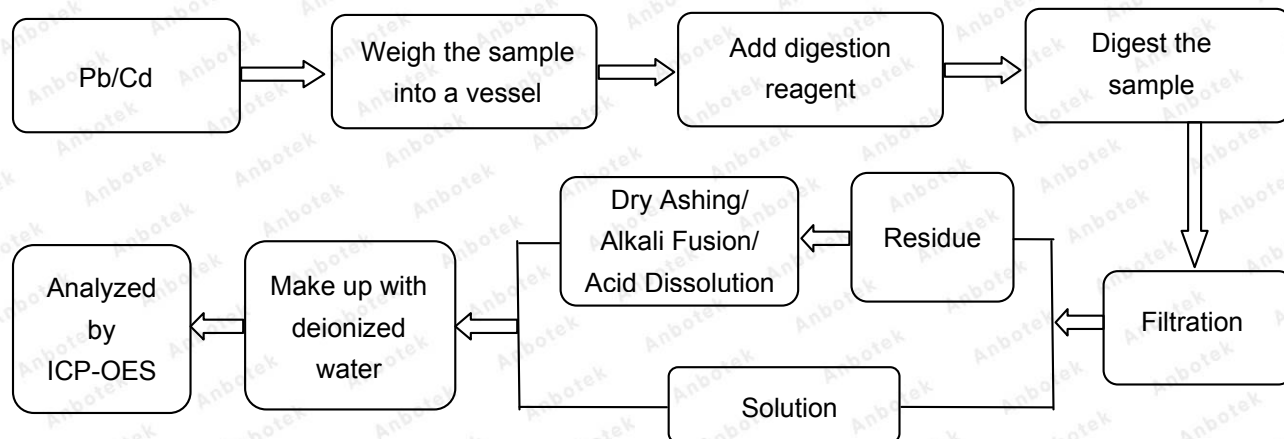 Pb/Cd
Weigh the sample
into a vessel
Add digestion
reagent
Digest the
sample
Filtration
Residue
Dry Ashing/
Alkali Fusion/
Acid Dissolution
Solution
Make up with
deionized
water
Analyzed
by
ICP-OES
Anbotek